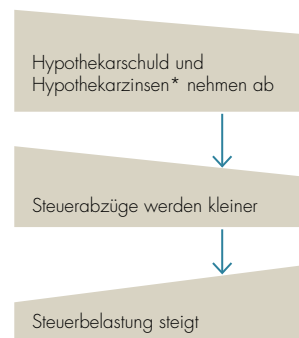 Hypothekarschuld und
Hypothekarzinsen* nehmen ab
Steuerabzüge werden kleiner
Steuerbelastung steigt